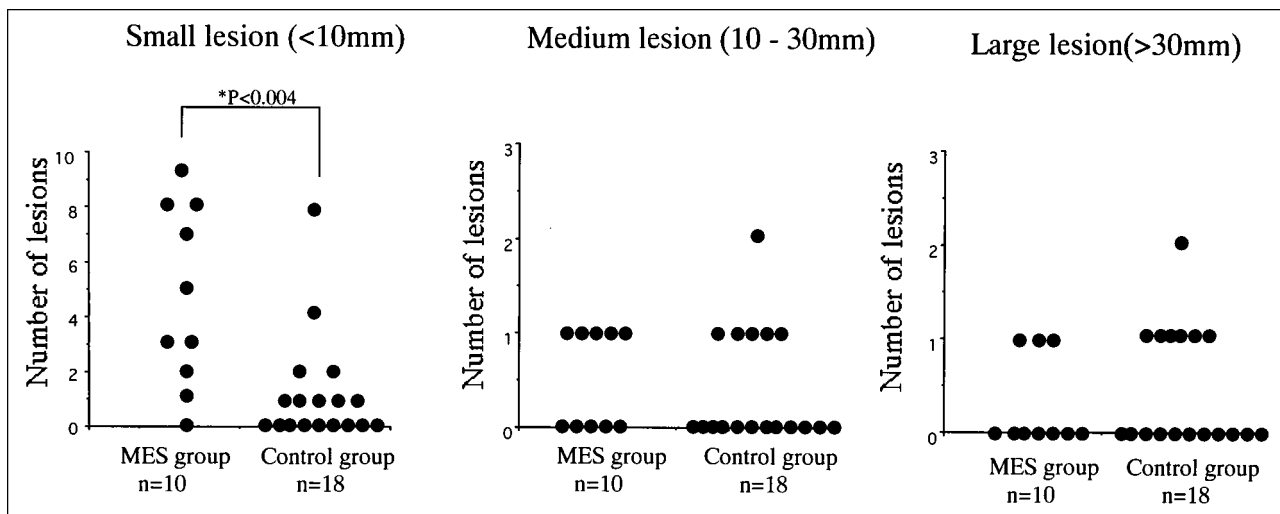 Small lesion (<10mm)
Medium lesion (10 - 30mm)
Large lesion(>30mm)
*P<0.004
Number of lesions
10
8
6
4
2
0
MES group
n=10
Control group
n=18
Number of lesions
3
2
1
0
MES group
n=10
Control group
n=18
Number of lesions
3
2
1
0
MES group
n=10
Control group
n=18